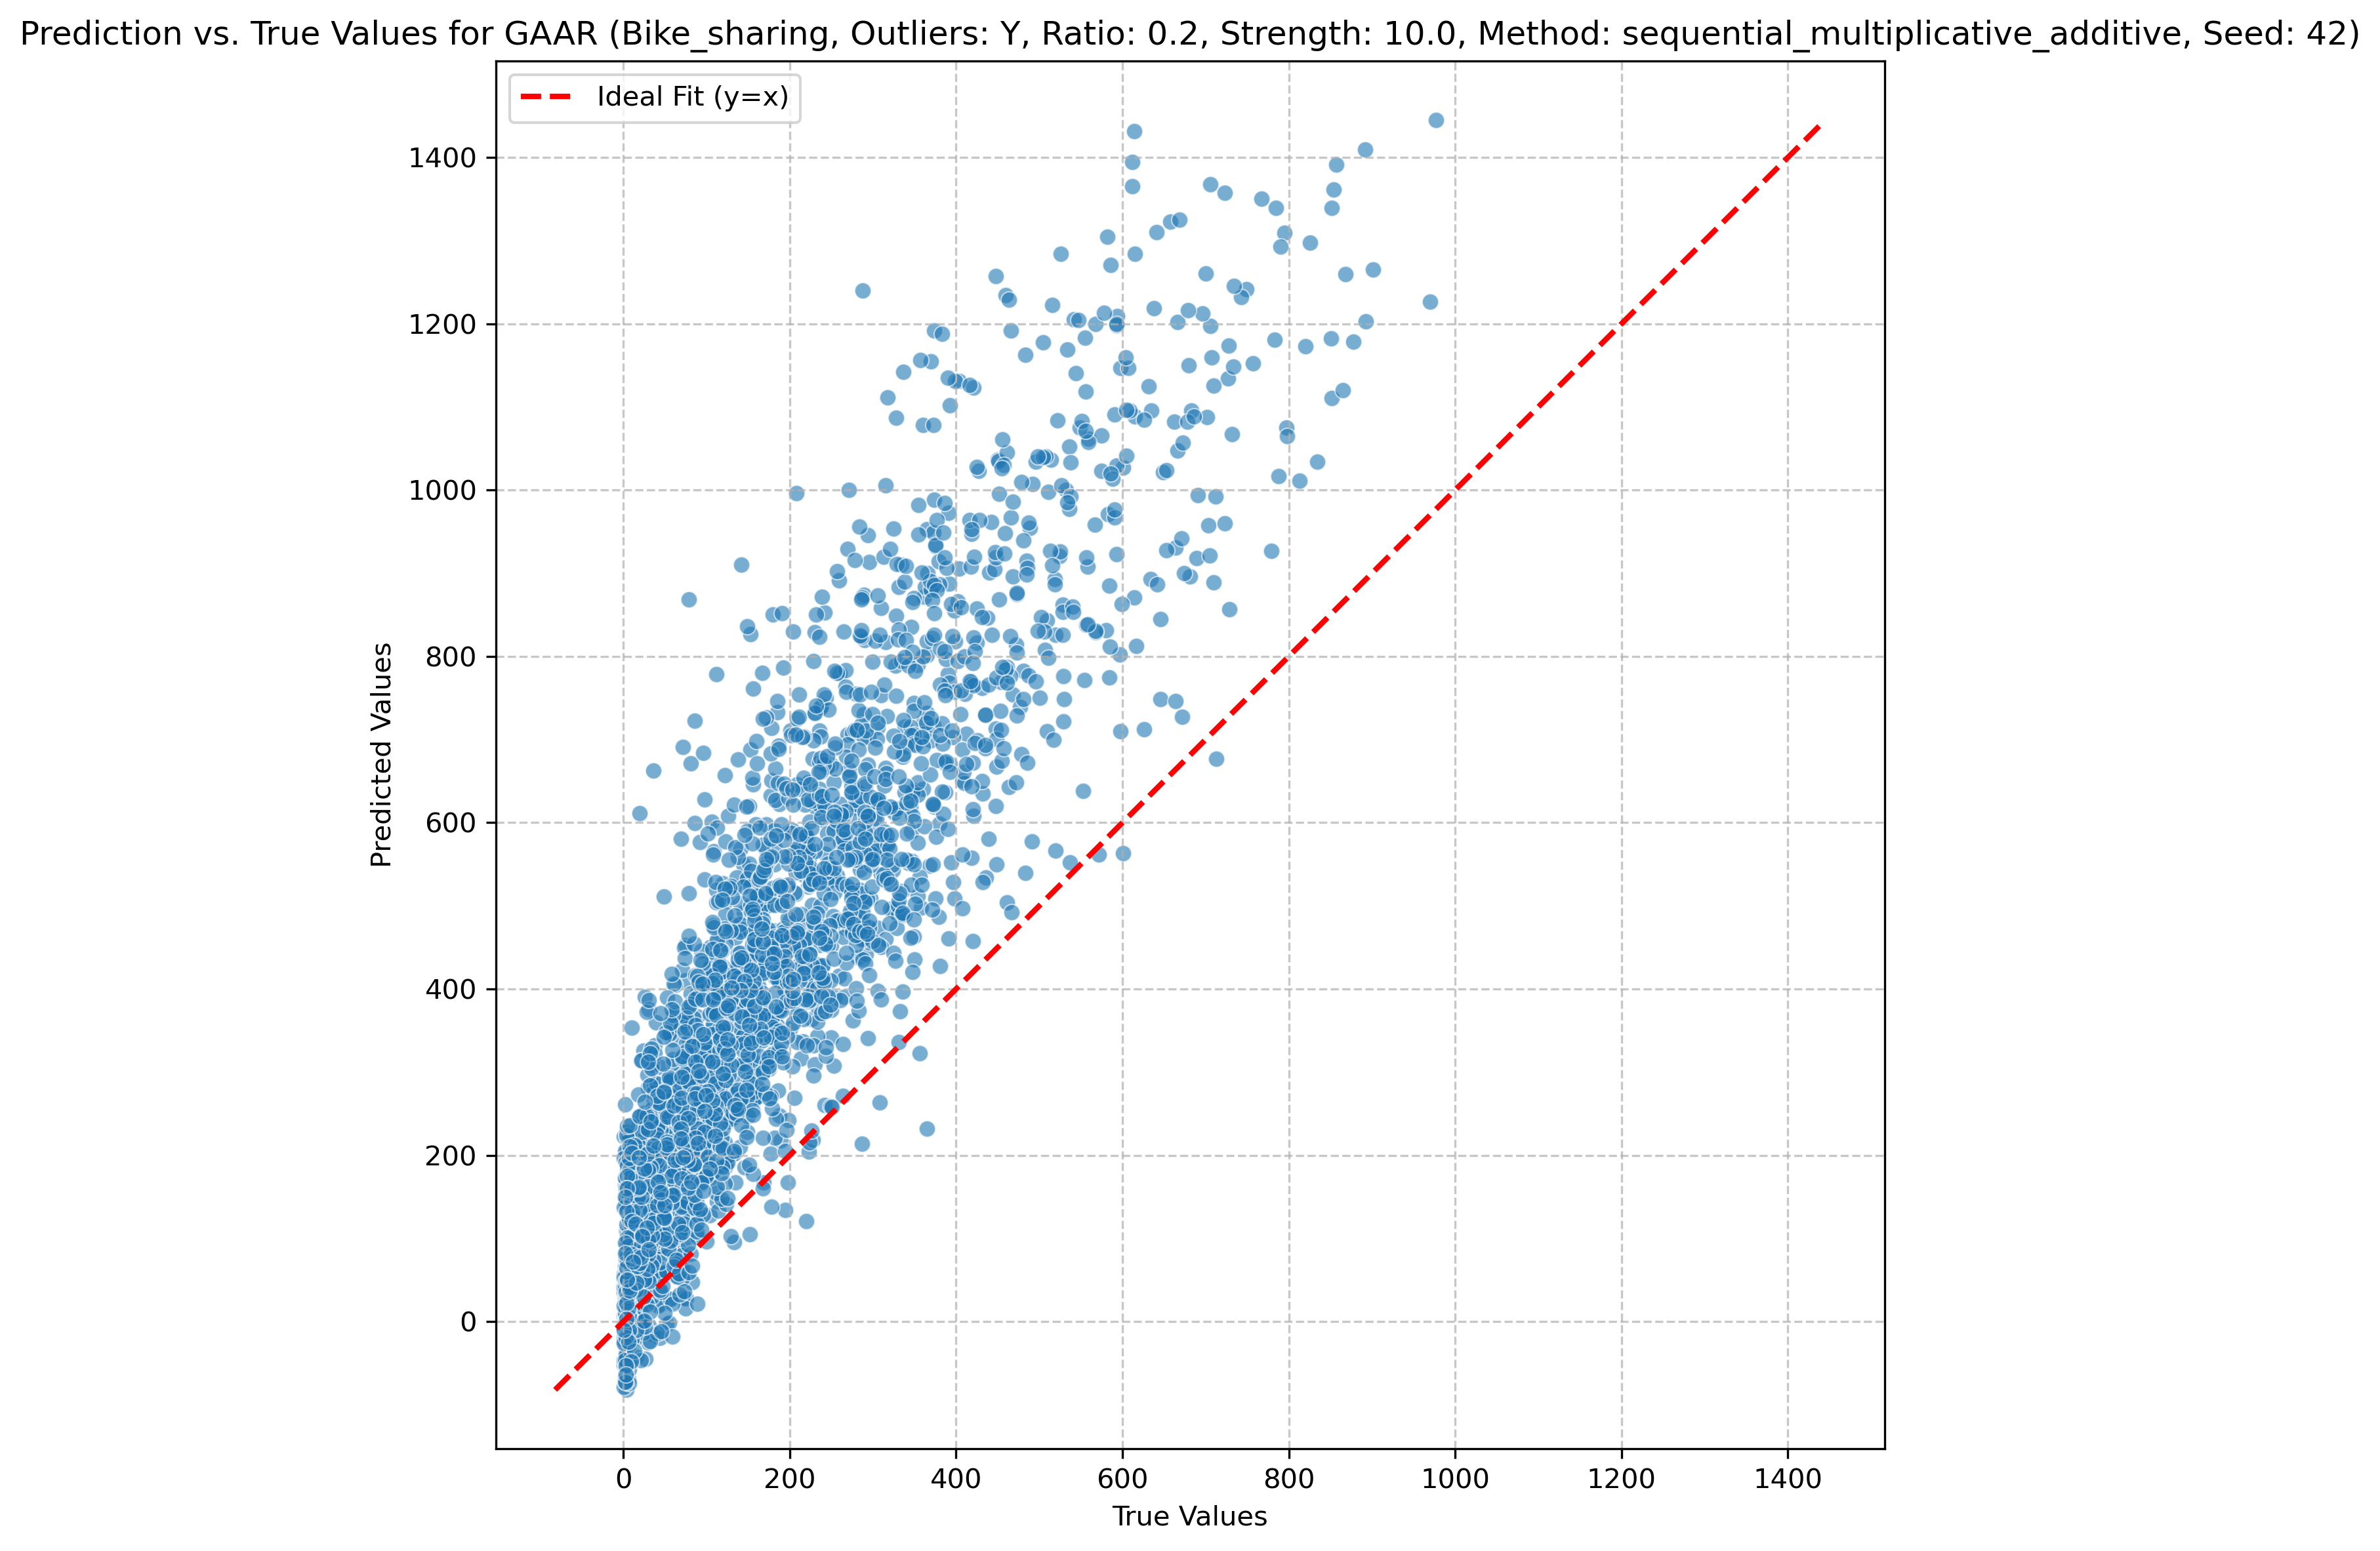 Prediction vs. True Values for GAAR (Bike_sharing, Outliers: Y, Ratio: 0.2, Strength: 10.0, Method: sequential_multiplicative_additive, Seed: 42)
Ideal Fit (y=x)
Predicted Values
1400
1200
1000
800
600
400
200
0
0 200 400 600 800 1000 1200 1400
True Values